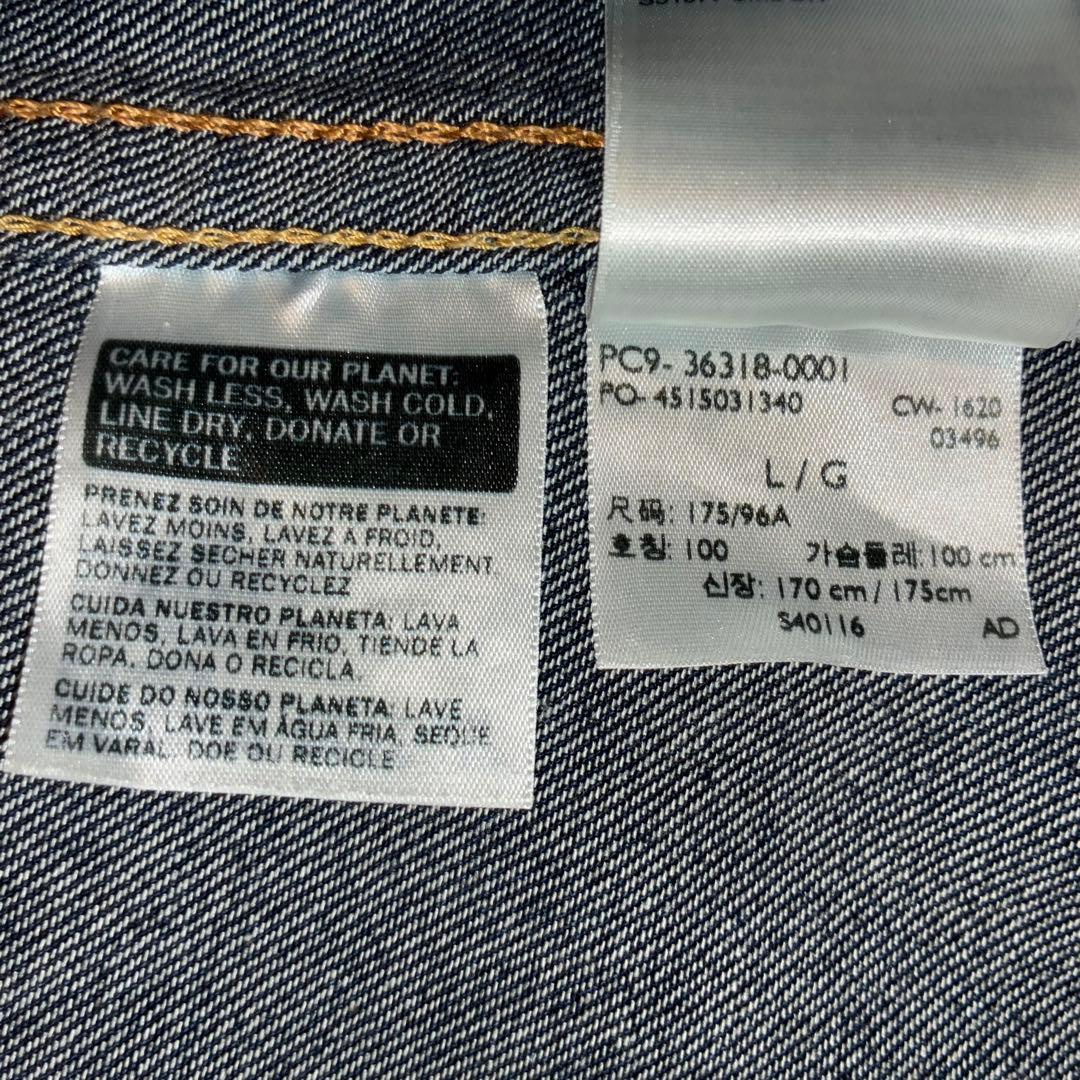 CARE FOR OUR PLANET:
WASH LESS, WASH COLD,
LINE DRY, DONATE OR
RECYCLE
PRENEZ SOIN DE NOTRE PLANETE:
LAVEZ MOINS, LAVEZ À FROID,
LAISSEZ SECHER NATURELLEMENT,
DONNEZ OU RECYCLEZ
CUIDA NUESTRO PLANETA: LAVA
MENOS, LAVA EN FRIO, TIENDE LA
ROPA, DONA O RECICLA.
CUIDE DO NOSSO PLANETA: LAVE
MENOS, LAVE EM ÁGUA FRIA, SEQUE
EM VARAL, DOE OU RECICLE
PC9- 36318-0001
PO- 4515031340 CW- 1620
03496
L / G
尺码: 175/96A
호칭: 100 가슴둘레: 100 cm
신장: 170 cm / 175cm
S40116 AD